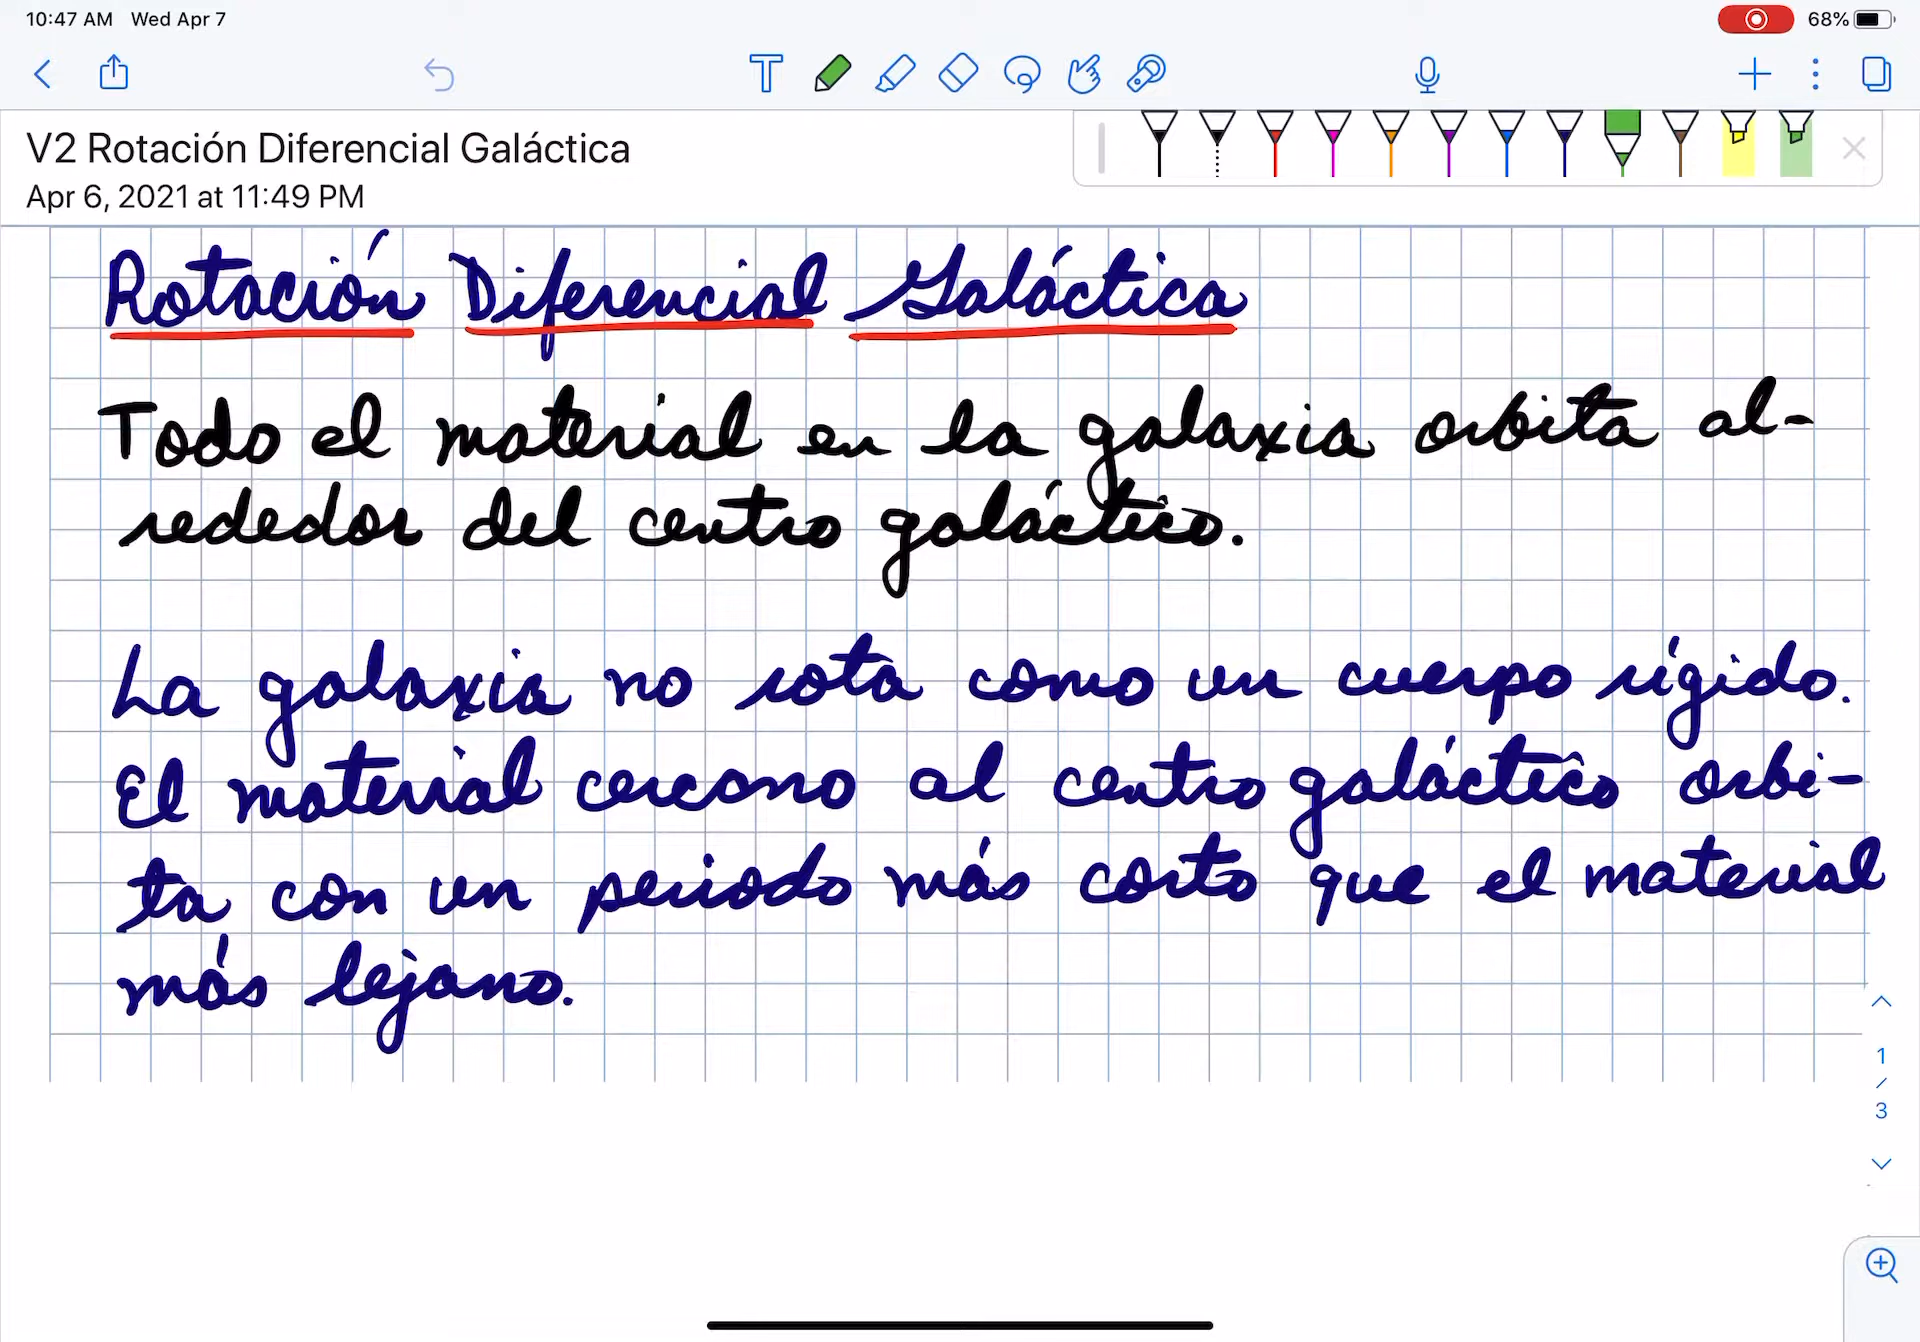 10:47 AM Wed Apr 7 68%
V2 Rotación Diferencial Galáctica
Apr 6, 2021 at 11:49 PM
Rotación Diferencial Galáctica
Todo el material en la galaxia orbita al-
rededor del centro galáctico.
La galaxia no rota como un cuerpo rígido.
El material cercano al centro galáctico orbi-
ta con un periodo más corto que el material
más lejano.
1
/
3